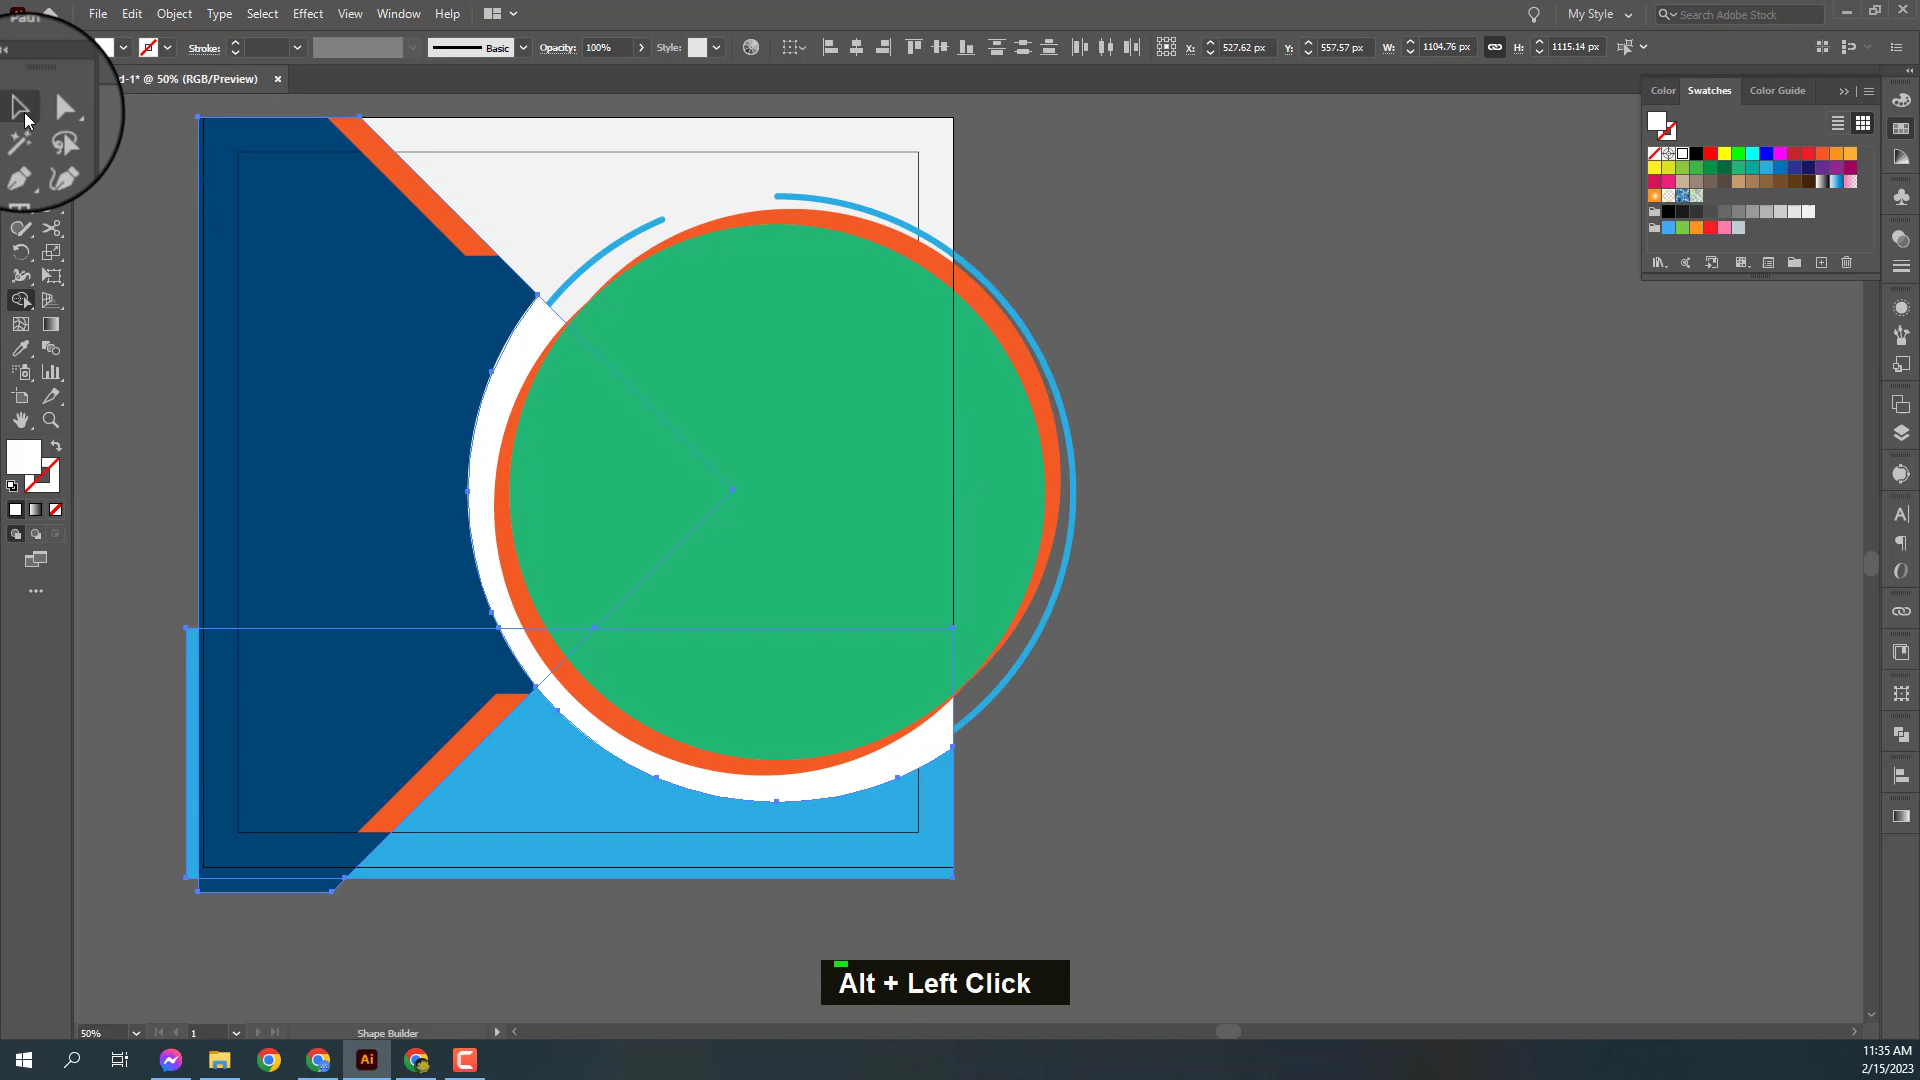 File Edit Object Type Select Effect View Window Help
My Style
Search Adobe Stock
Path
Stroke:
Basic
Opacity: 100%
Style:
X: 527.62 px
Y: 557.57 px
W: 1104.76 px
H: 1115.14 px
d-1* @ 50% (RGB/Preview)
Color Swatches Color Guide
Alt + Left Click
50%
1
Shape Builder
Ai
11:35 AM
2/15/2023